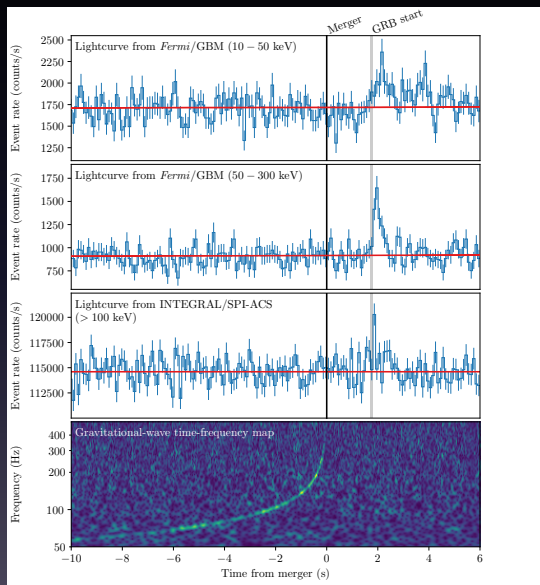 Merger
GRB start
Lightcurve from Fermi/GBM (10 − 50 keV)
2500
2250
2000
1750
1500
1250
Event rate (counts/s)
Lightcurve from Fermi/GBM (50 − 300 keV)
1750
1500
1250
1000
750
Event rate (counts/s)
Lightcurve from INTEGRAL/SPI-ACS
(> 100 keV)
120000
117500
115000
112500
Event rate (counts/s)
Gravitational-wave time-frequency map
400
300
200
100
50
Frequency (Hz)
−10 −8 −6 −4 −2 0 2 4 6
Time from merger (s)